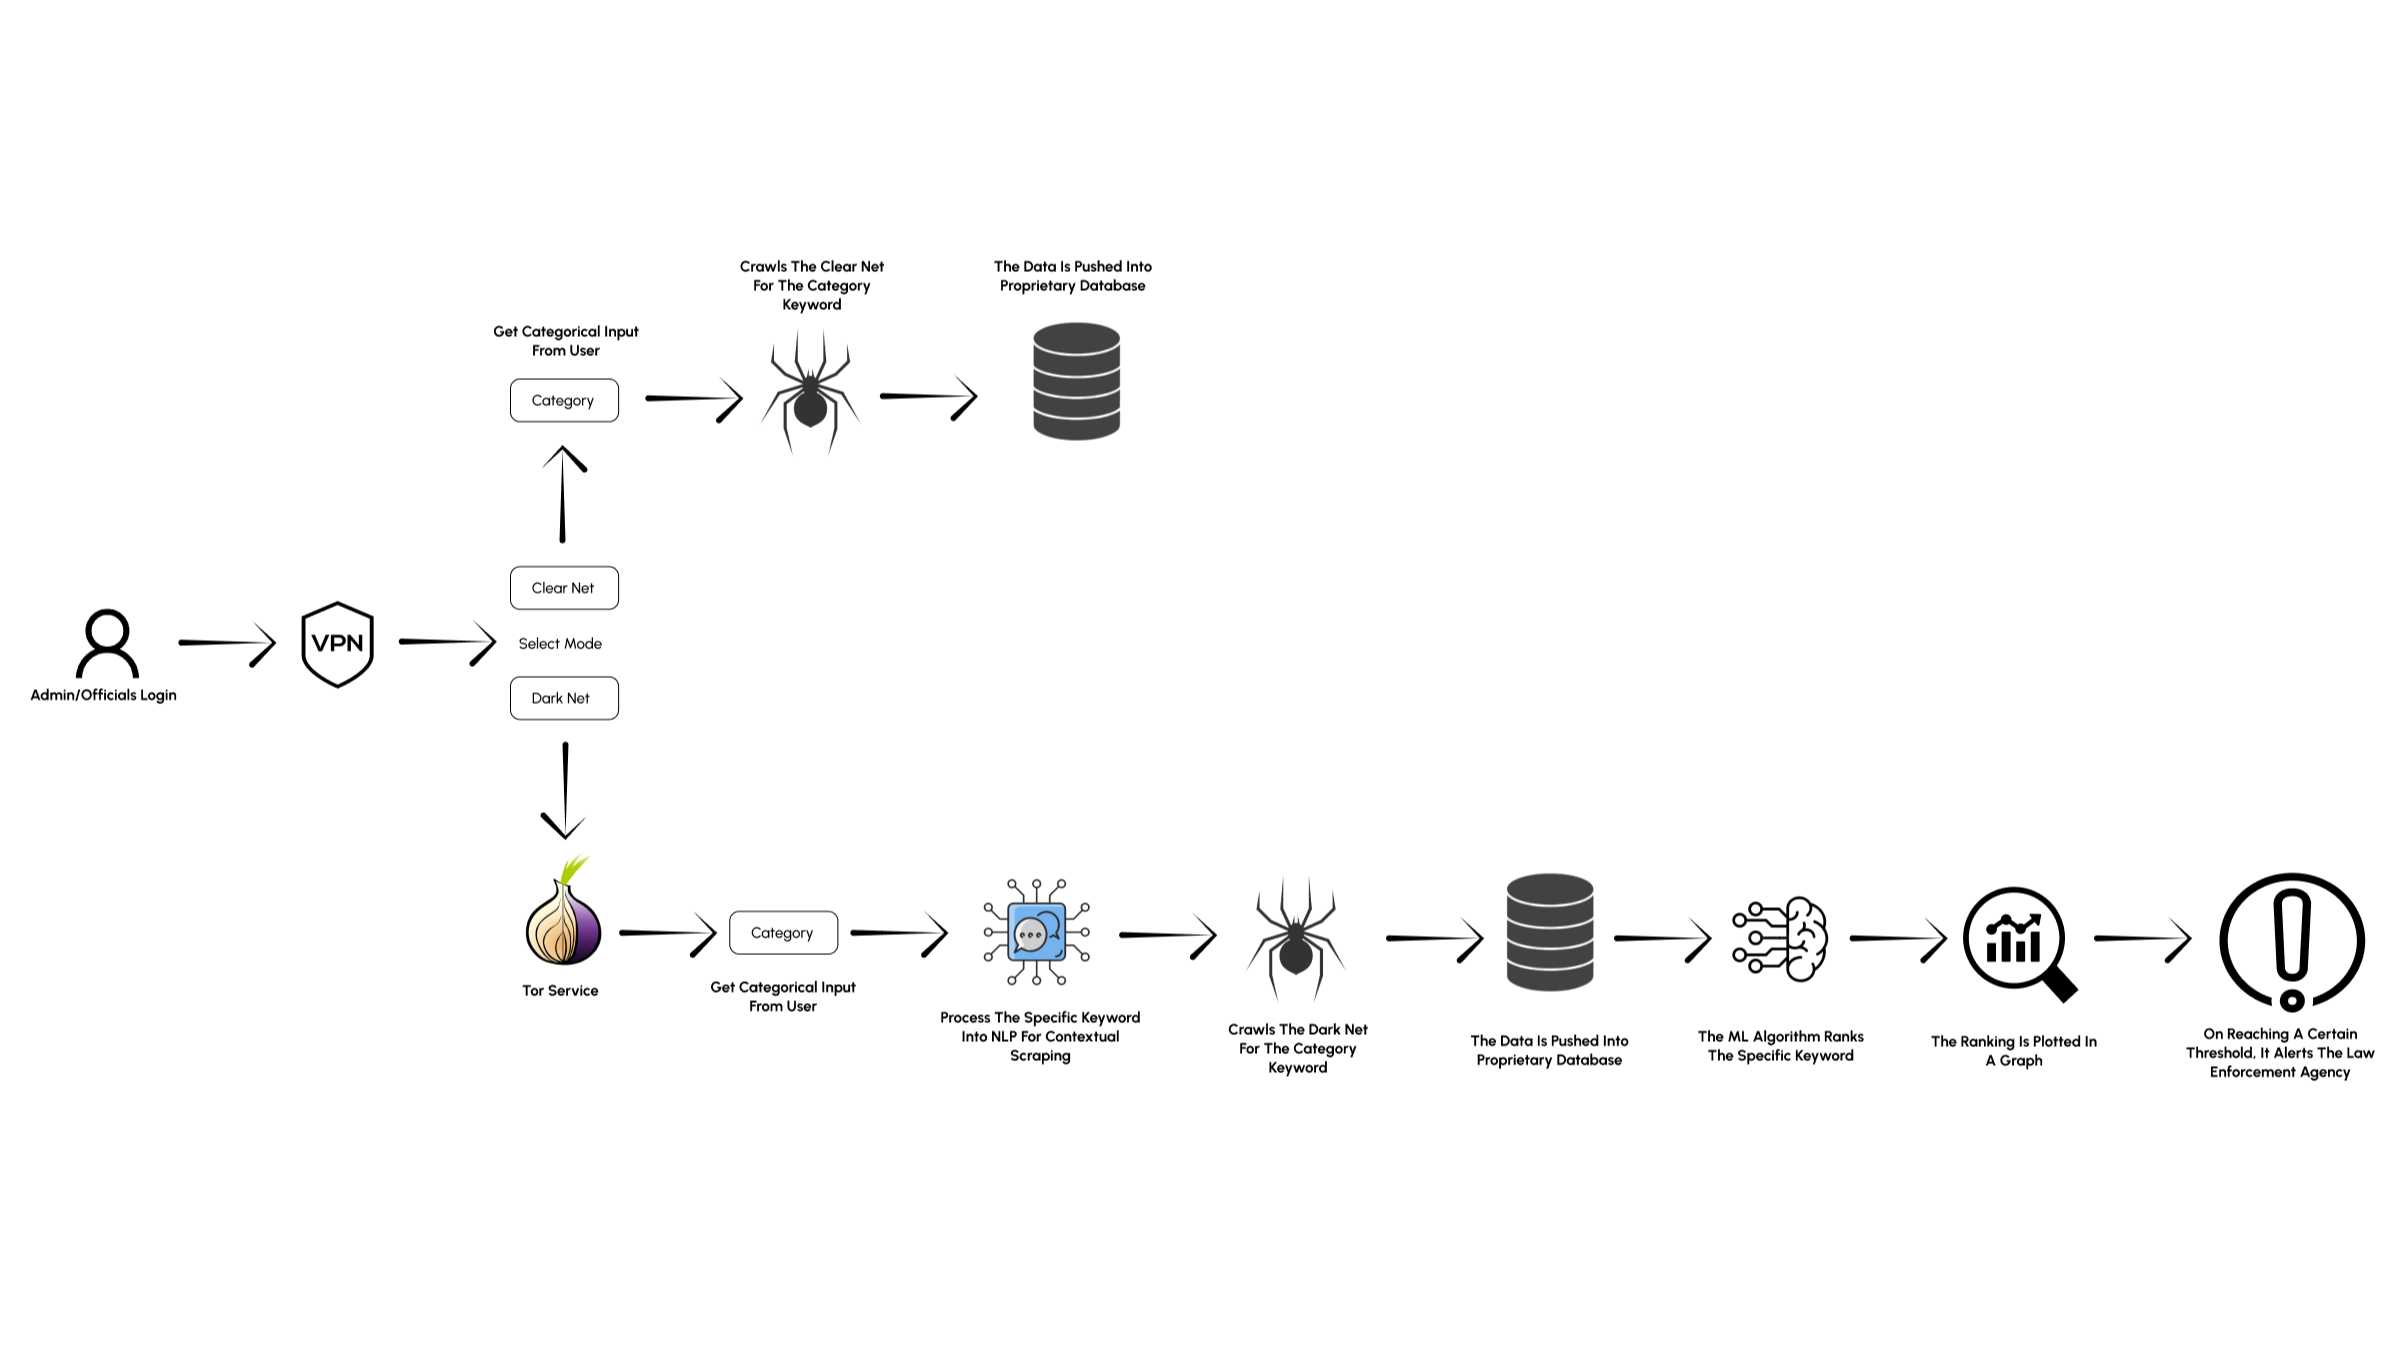 Crawls The Clear Net
For The Category
Keyword
The Data Is Pushed Into
Proprietary Database
Get Categorical Input
From User
Category
Clear Net
Select Mode
Dark Net
VPN
Admin/Officials Login
Tor Service
Category
Get Categorical Input
From User
Process The Specific Keyword
Into NLP For Contextual
Scraping
Crawls The Dark Net
For The Category
Keyword
The Data Is Pushed Into
Proprietary Database
The ML Algorithm Ranks
The Specific Keyword
The Ranking Is Plotted In
A Graph
On Reaching A Certain
Threshold, It Alerts The Law
Enforcement Agency